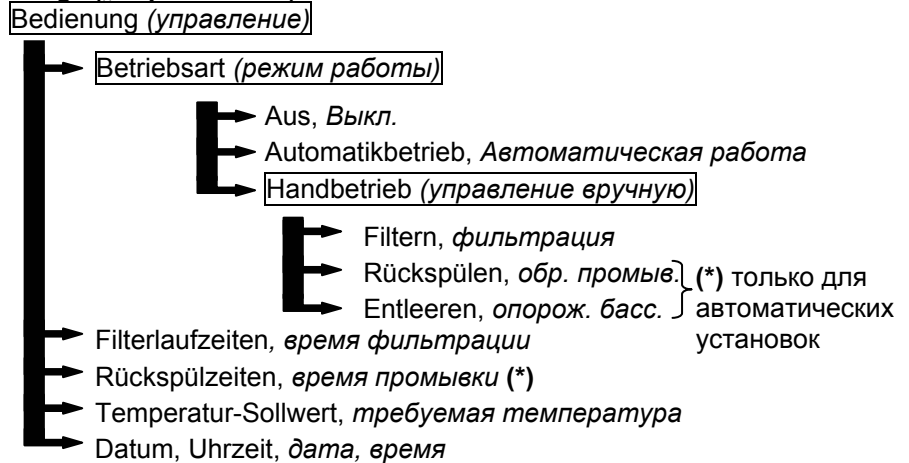 Bedienung (управление)
Betriebsart (режим работы)
Aus, Выкл.
Automatikbetrieb, Автоматическая работа
Handbetrieb (управление вручную)
Filtern, фильтрация
Rückspülen, обр. промыв.
Entleeren, опорож. басс.
(*) только для
автоматических
установок
Filterlaufzeiten, время фильтрации
Rückspülzeiten, время промывки (*)
Temperatur-Sollwert, требуемая температура
Datum, Uhrzeit, дата, время